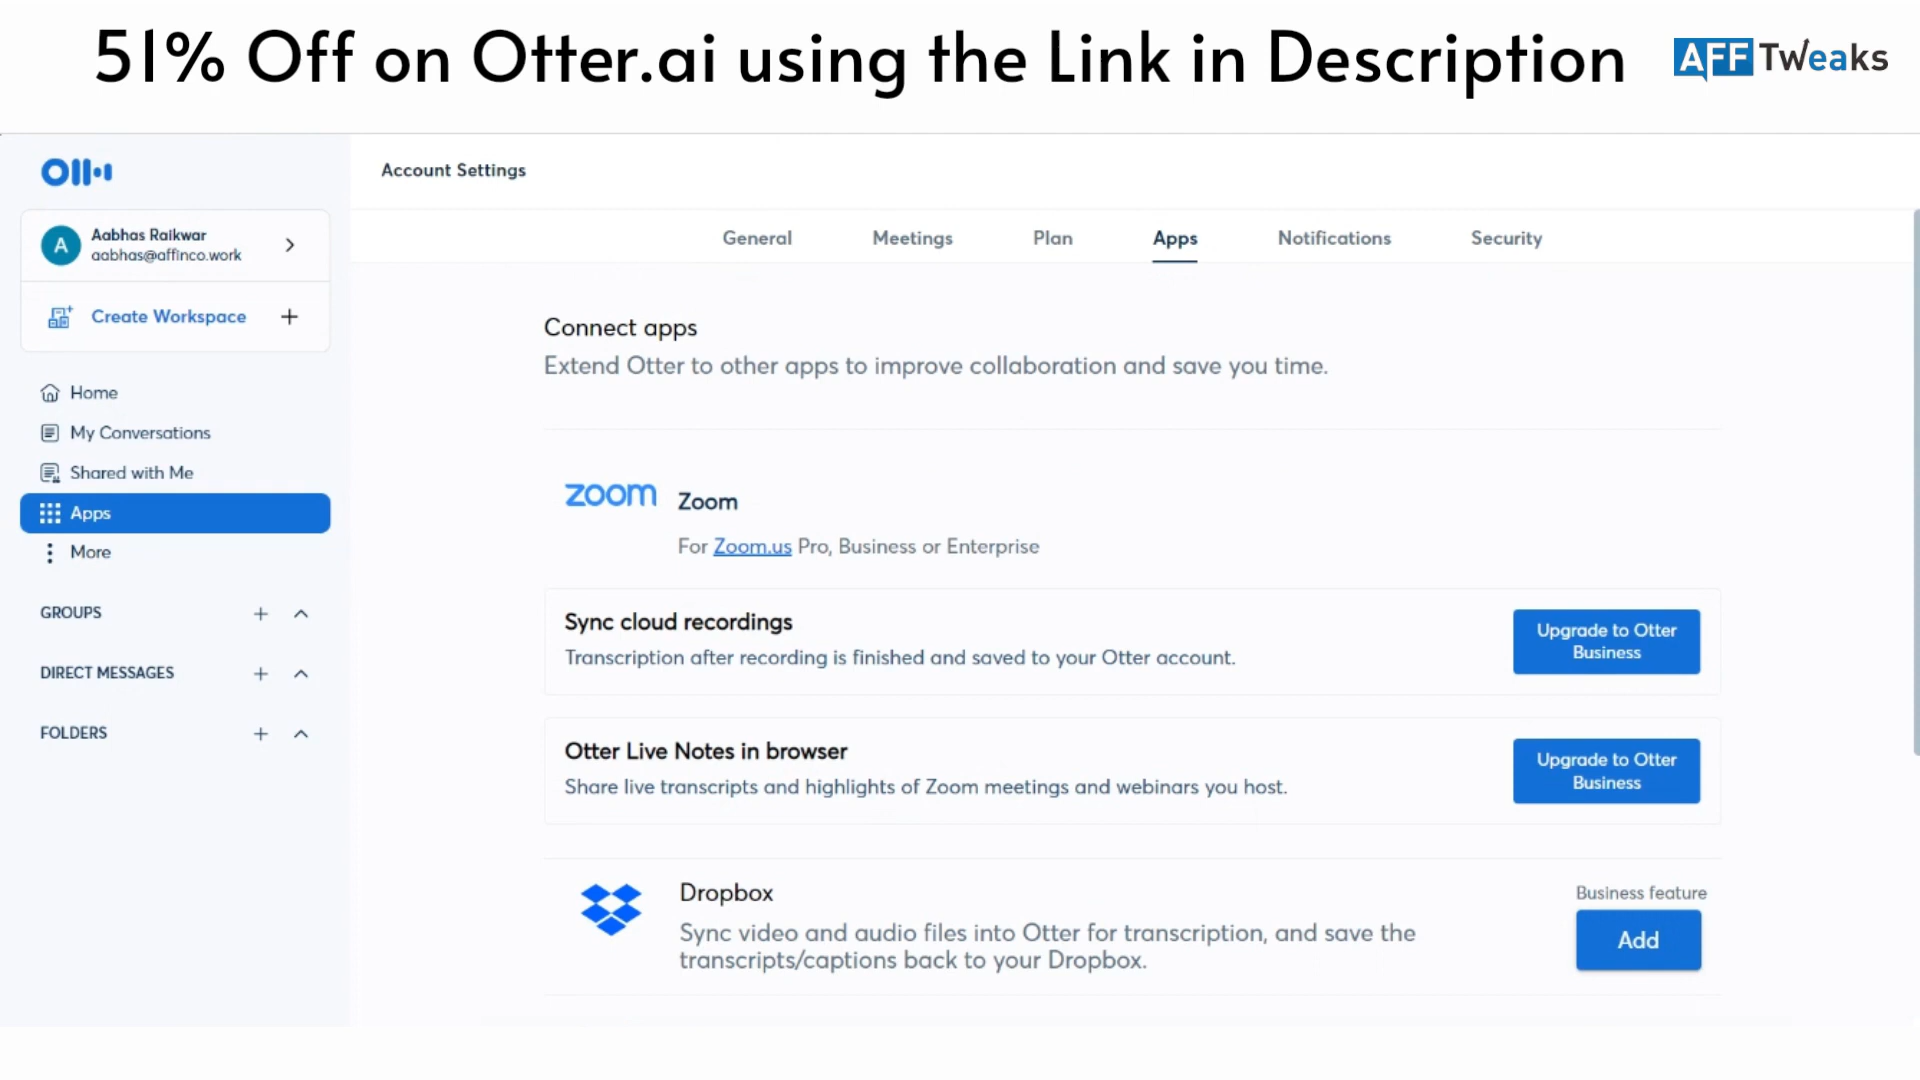 51% Off on Otter.ai using the Link in Description
AFF Tweaks
Account Settings
A
Aabhas Raikwar
aabhas@affinco.work
Create Workspace
Home
My Conversations
Shared with Me
Apps
More
GROUPS
DIRECT MESSAGES
FOLDERS
General
Meetings
Plan
Apps
Notifications
Security
Connect apps
Extend Otter to other apps to improve collaboration and save you time.
zoom
Zoom
For Zoom.us Pro, Business or Enterprise
Sync cloud recordings
Transcription after recording is finished and saved to your Otter account.
Upgrade to Otter
Business
Otter Live Notes in browser
Share live transcripts and highlights of Zoom meetings and webinars you host.
Upgrade to Otter
Business
Dropbox
Sync video and audio files into Otter for transcription, and save the
transcripts/captions back to your Dropbox.
Business feature
Add